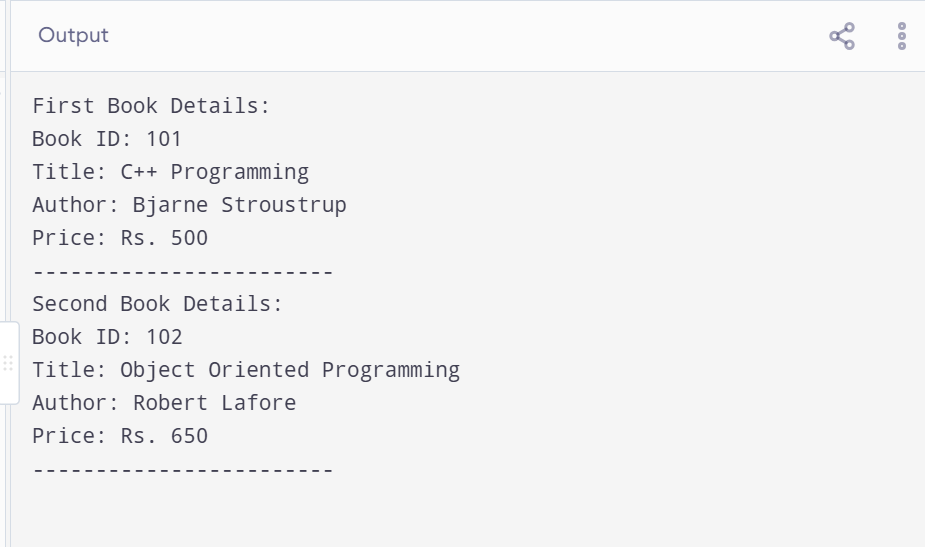 Output
First Book Details:
Book ID: 101
Title: C++ Programming
Author: Bjarne Stroustrup
Price: Rs. 500
------------------------
Second Book Details:
Book ID: 102
Title: Object Oriented Programming
Author: Robert Lafore
Price: Rs. 650
------------------------